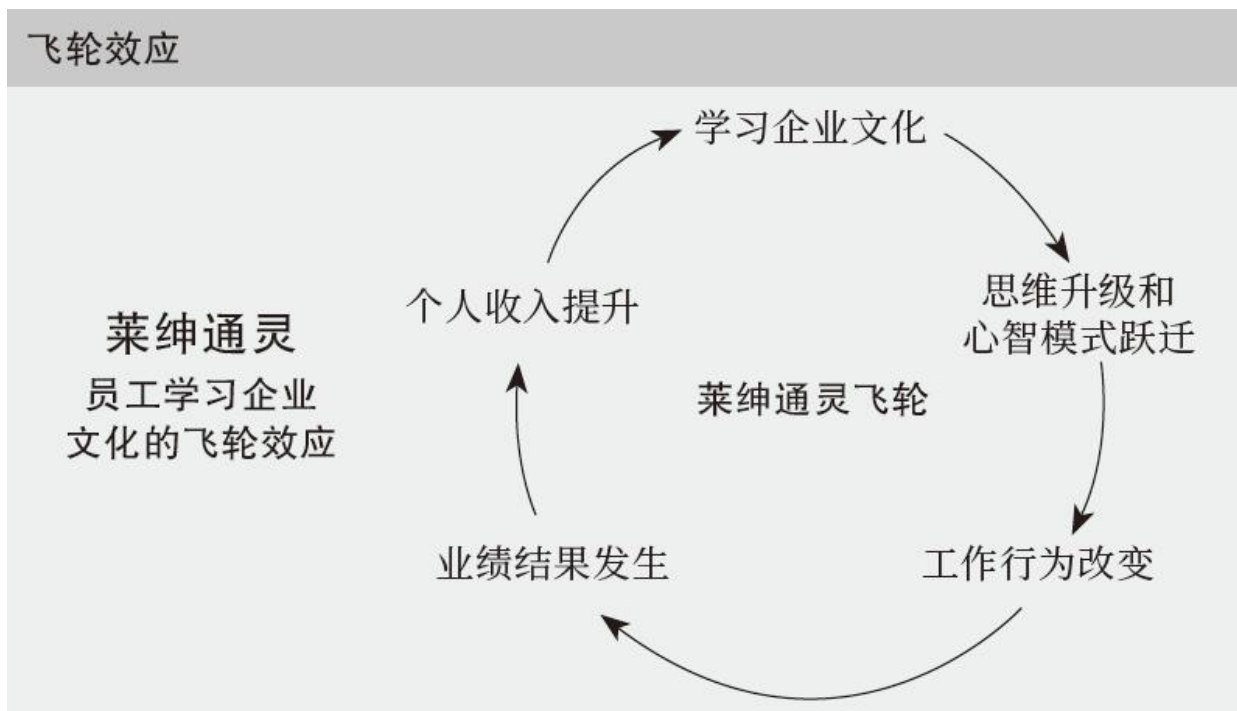 飞轮效应
莱绅通灵
员工学习企业
文化的飞轮效应
学习企业文化
思维升级和
心智模式跃迁
工作行为改变
业绩结果发生
个人收入提升
莱绅通灵飞轮